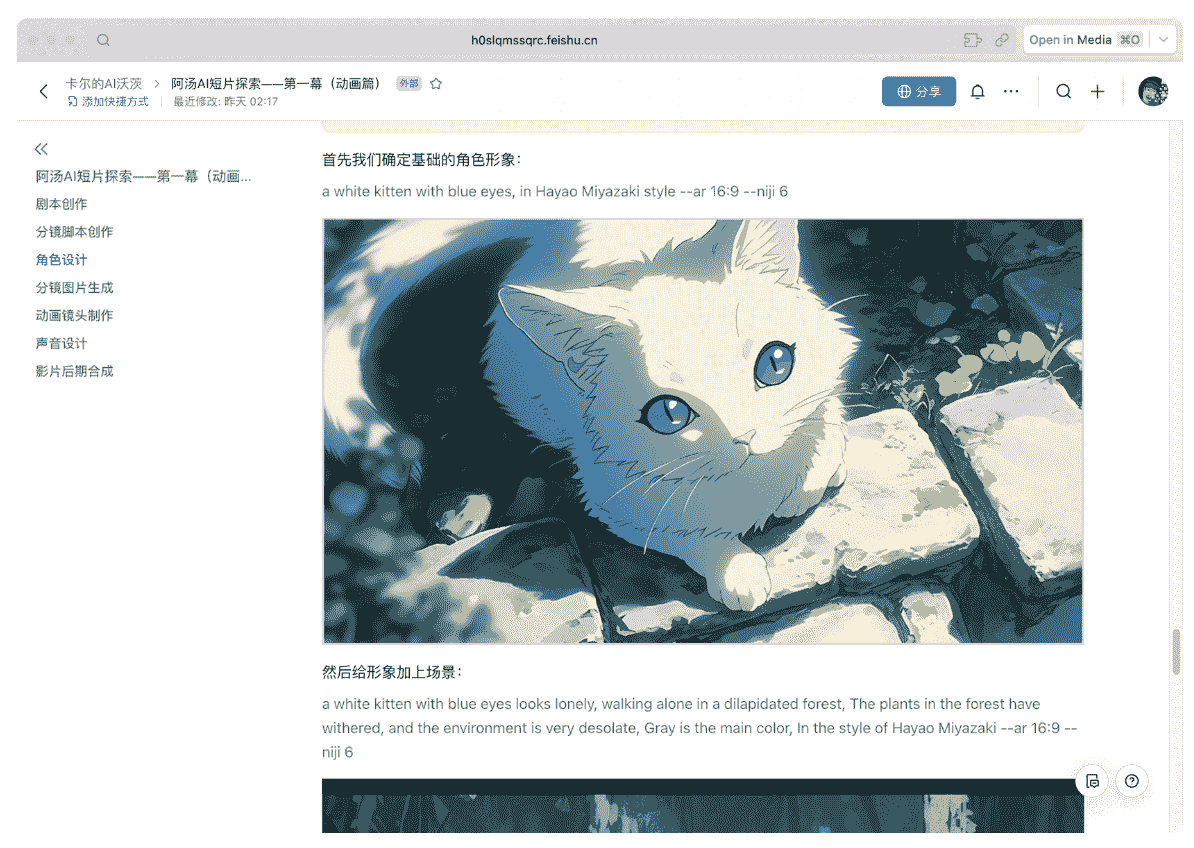 h0slqmssqrc.feishu.cn
Open in Media ⌘O
卡尔的AI沃茨 > 阿汤AI短片探索——第一幕（动画篇） 外部
添加快捷方式 最近修改: 昨天 02:17
分享
阿汤AI短片探索——第一幕（动画...
剧本创作
分镜脚本创作
角色设计
分镜图片生成
动画镜头制作
声音设计
影片后期合成
首先我们确定基础的角色形象：
a white kitten with blue eyes, in Hayao Miyazaki style --ar 16:9 --niji 6
然后给形象加上场景：
a white kitten with blue eyes looks lonely, walking alone in a dilapidated forest, The plants in the forest have
withered, and the environment is very desolate, Gray is the main color, In the style of Hayao Miyazaki --ar 16:9 --
niji 6